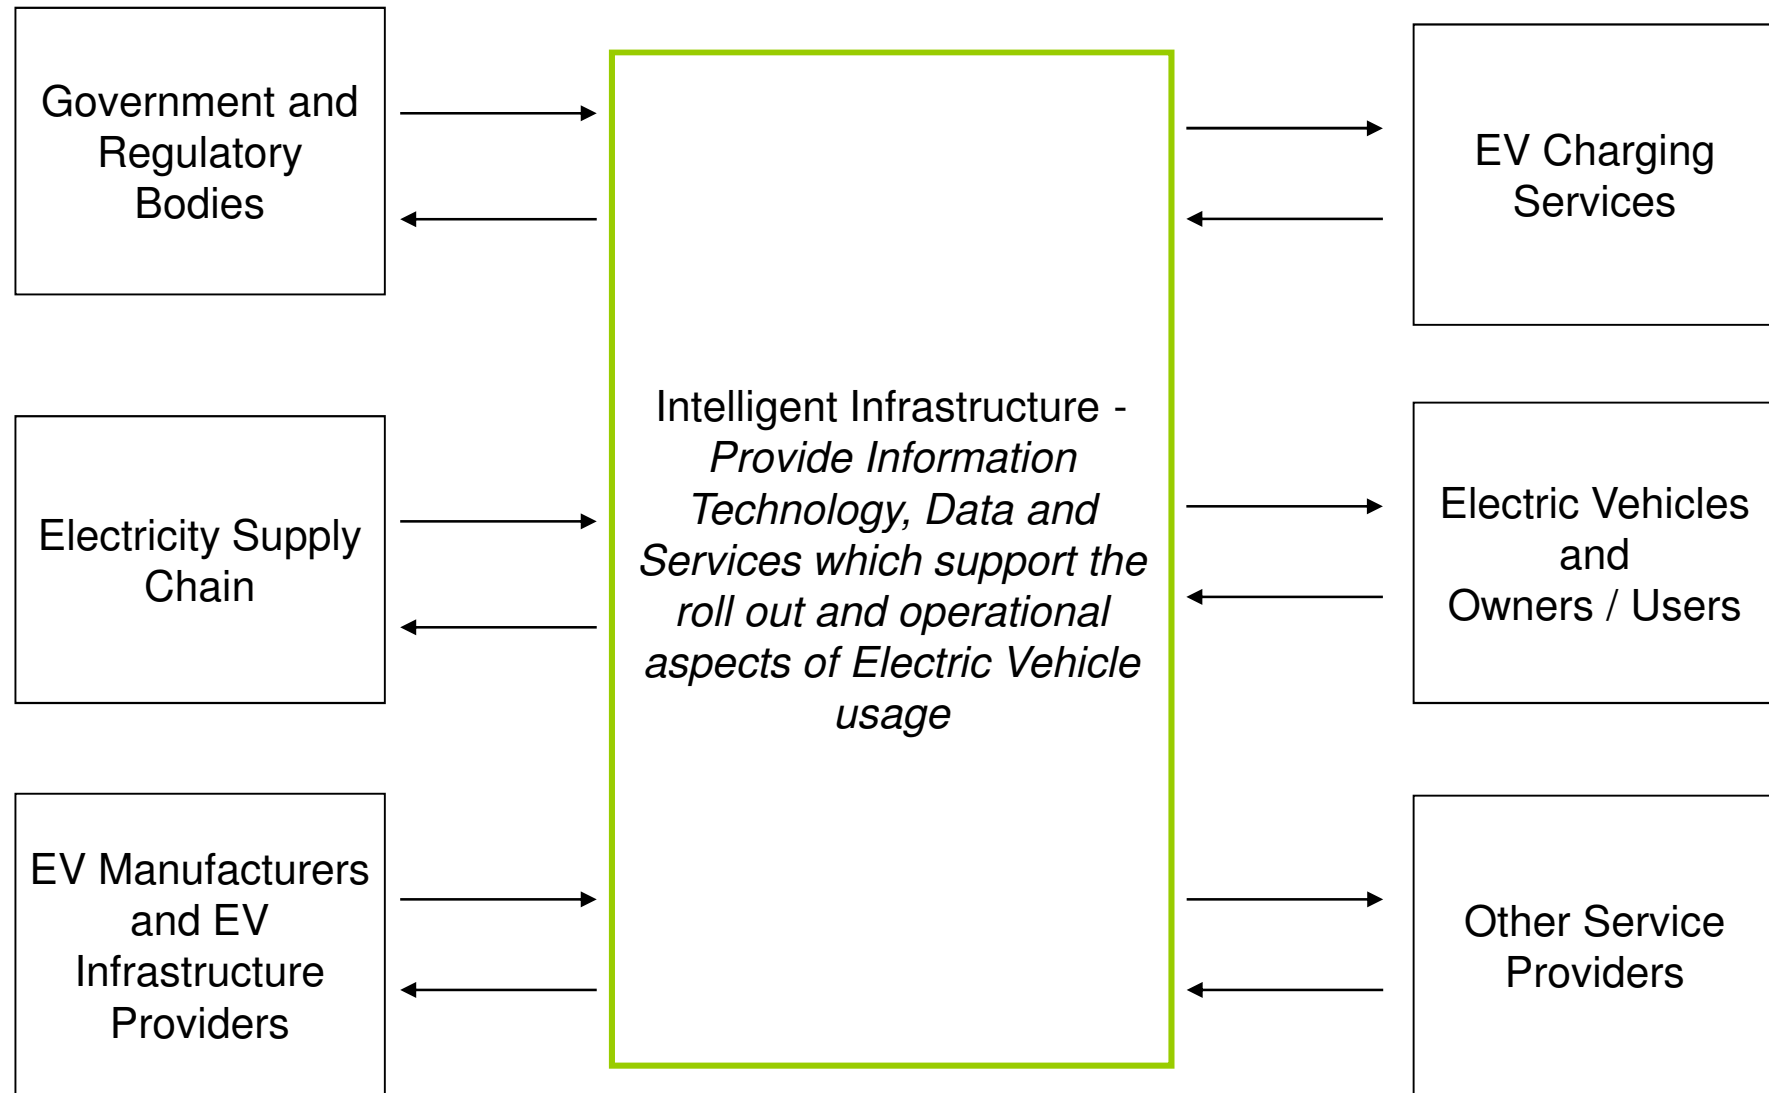 Government and
Regulatory
Bodies
Electricity Supply
Chain
EV Manufacturers
and EV
Infrastructure
Providers
Intelligent Infrastructure -
Provide Information
Technology, Data and
Services which support the
roll out and operational
aspects of Electric Vehicle
usage
EV Charging
Services
Electric Vehicles
and
Owners / Users
Other Service
Providers